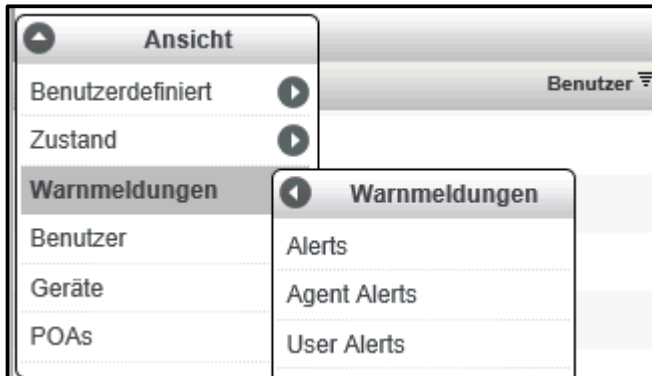 Ansicht
Benutzer
Benutzerdefiniert
Zustand
Warnmeldungen
Benutzer
Geräte
POAs
Warnmeldungen
Alerts
Agent Alerts
User Alerts